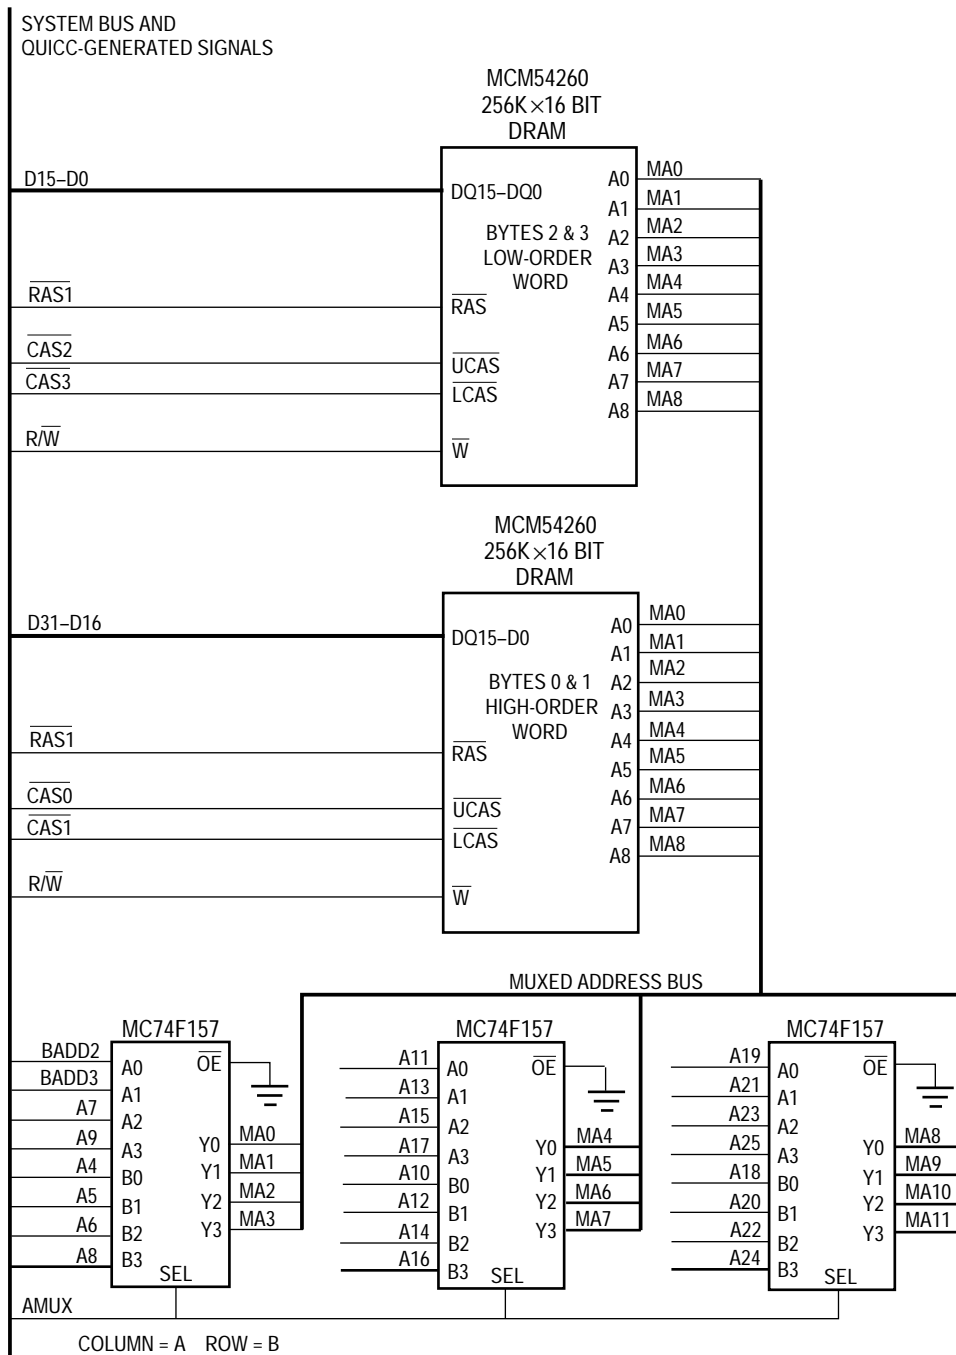 SYSTEM BUS AND
QUICC-GENERATED SIGNALS
MCM54260
256K×16 BIT
DRAM
D15–D0
DQ15–DQ0
BYTES 2 & 3
LOW-ORDER
WORD
RAS1
RAS
CAS2
UCAS
CAS3
LCAS
R/W
W
A0 MA0
A1 MA1
A2 MA2
A3 MA3
A4 MA4
A5 MA5
A6 MA6
A7 MA7
A8 MA8
MCM54260
256K×16 BIT
DRAM
D31–D16
DQ15–D0
BYTES 0 & 1
HIGH-ORDER
WORD
RAS1
RAS
CAS0
UCAS
CAS1
LCAS
R/W
W
A0 MA0
A1 MA1
A2 MA2
A3 MA3
A4 MA4
A5 MA5
A6 MA6
A7 MA7
A8 MA8
MUXED ADDRESS BUS
MC74F157
BADD2 A0
BADD3 A1
A7 A2
A9 A3
A4 B0
A5 B1
A6 B2
A8 B3
OE
Y0 MA0
Y1 MA1
Y2 MA2
Y3 MA3
SEL
MC74F157
A11 A0
A13 A1
A15 A2
A17 A3
A10 B0
A12 B1
A14 B2
A16 B3
OE
Y0 MA4
Y1 MA5
Y2 MA6
Y3 MA7
SEL
MC74F157
A19 A0
A21 A1
A23 A2
A25 A3
A18 B0
A20 B1
A22 B2
A24 B3
OE
Y0 MA8
Y1 MA9
Y2 MA10
Y3 MA11
SEL
AMUX
COLUMN = A ROW = B